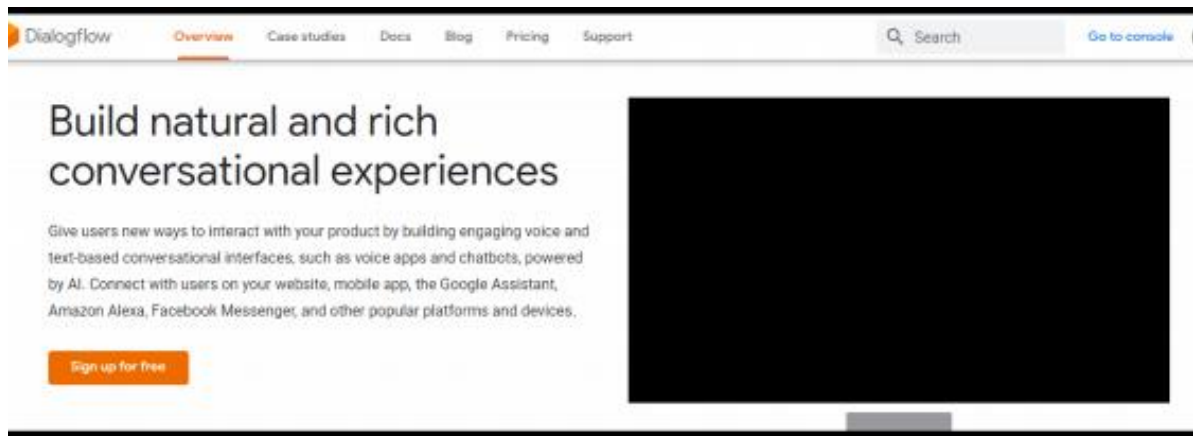 Dialogflow Overview Case studies Docs Blog Pricing Support Search Go to console
Build natural and rich
conversational experiences
Give users new ways to interact with your product by building engaging voice and
text-based conversational interfaces, such as voice apps and chatbots, powered
by AI. Connect with users on your website, mobile app, the Google Assistant,
Amazon Alexa, Facebook Messenger, and other popular platforms and devices.
Sign up for free